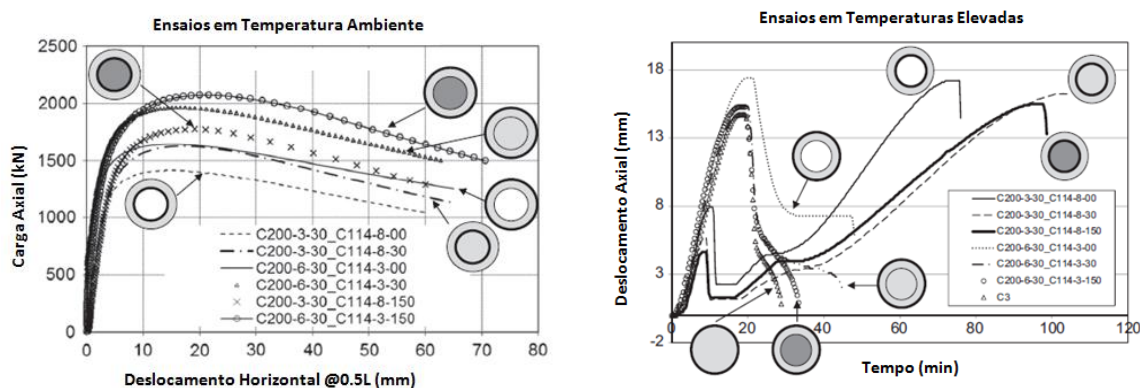 Ensaios em Temperatura Ambiente
Carga Axial (kN)
2500
2000
1500
1000
500
0
C200-3-30_C114-8-00
C200-3-30_C114-8-30
C200-6-30_C114-3-00
C200-6-30_C114-3-30
C200-3-30_C114-8-150
C200-6-30_C114-3-150
0 10 20 30 40 50 60 70 80
Deslocamento Horizontal @0.5L (mm)
Ensaios em Temperaturas Elevadas
Deslocamento Axial (mm)
18
13
8
3
-2
C200-3-30_C114-8-00
C200-3-30_C114-8-30
C200-3-30_C114-8-150
C200-6-30_C114-3-00
C200-6-30_C114-3-30
C200-6-30_C114-3-150
C3
0 20 40 60 80 100 120
Tempo (min)